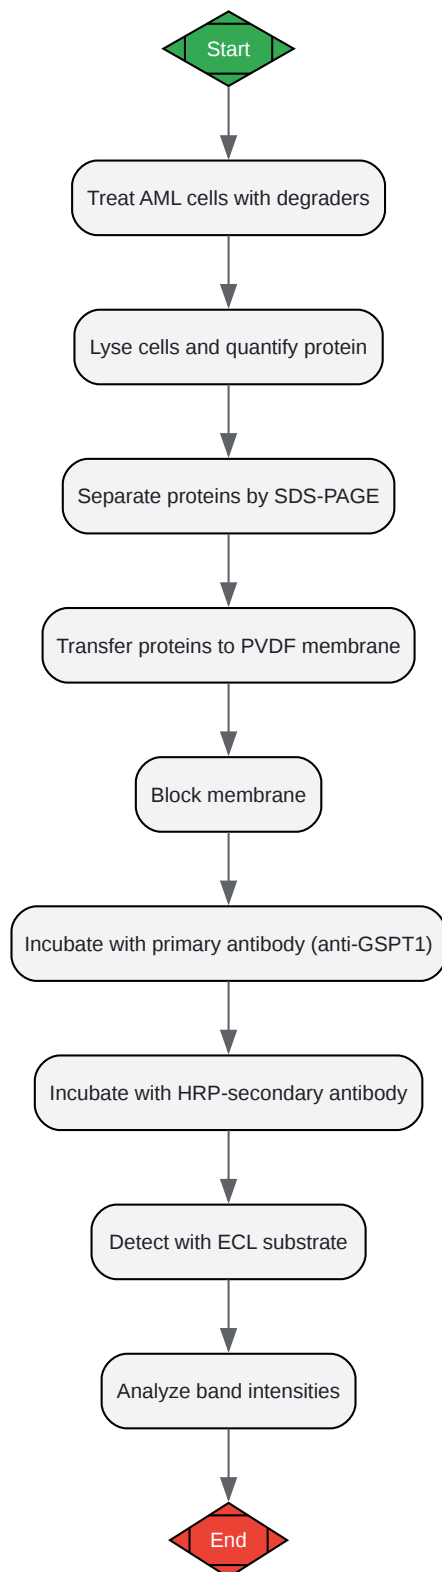 Start
Treat AML cells with degraders
Lyse cells and quantify protein
Separate proteins by SDS-PAGE
Transfer proteins to PVDF membrane
Block membrane
Incubate with primary antibody (anti-GSPT1)
Incubate with HRP-secondary antibody
Detect with ECL substrate
Analyze band intensities
End